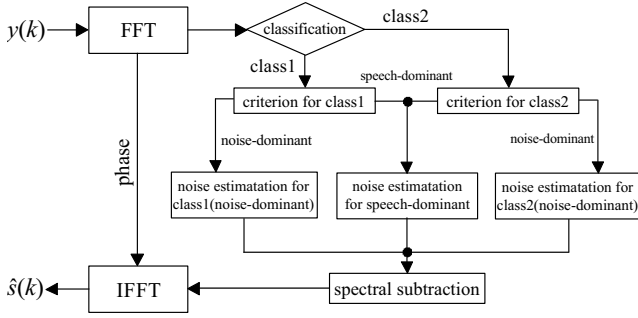 y(k)
FFT
classification
class2
class1
speech-dominant
criterion for class1
criterion for class2
noise-dominant
noise-dominant
phase
noise estimatation for
class1(noise-dominant)
noise estimatation
for speech-dominant
noise estimatation for
class2(noise-dominant)
ŝ(k)
IFFT
spectral subtraction